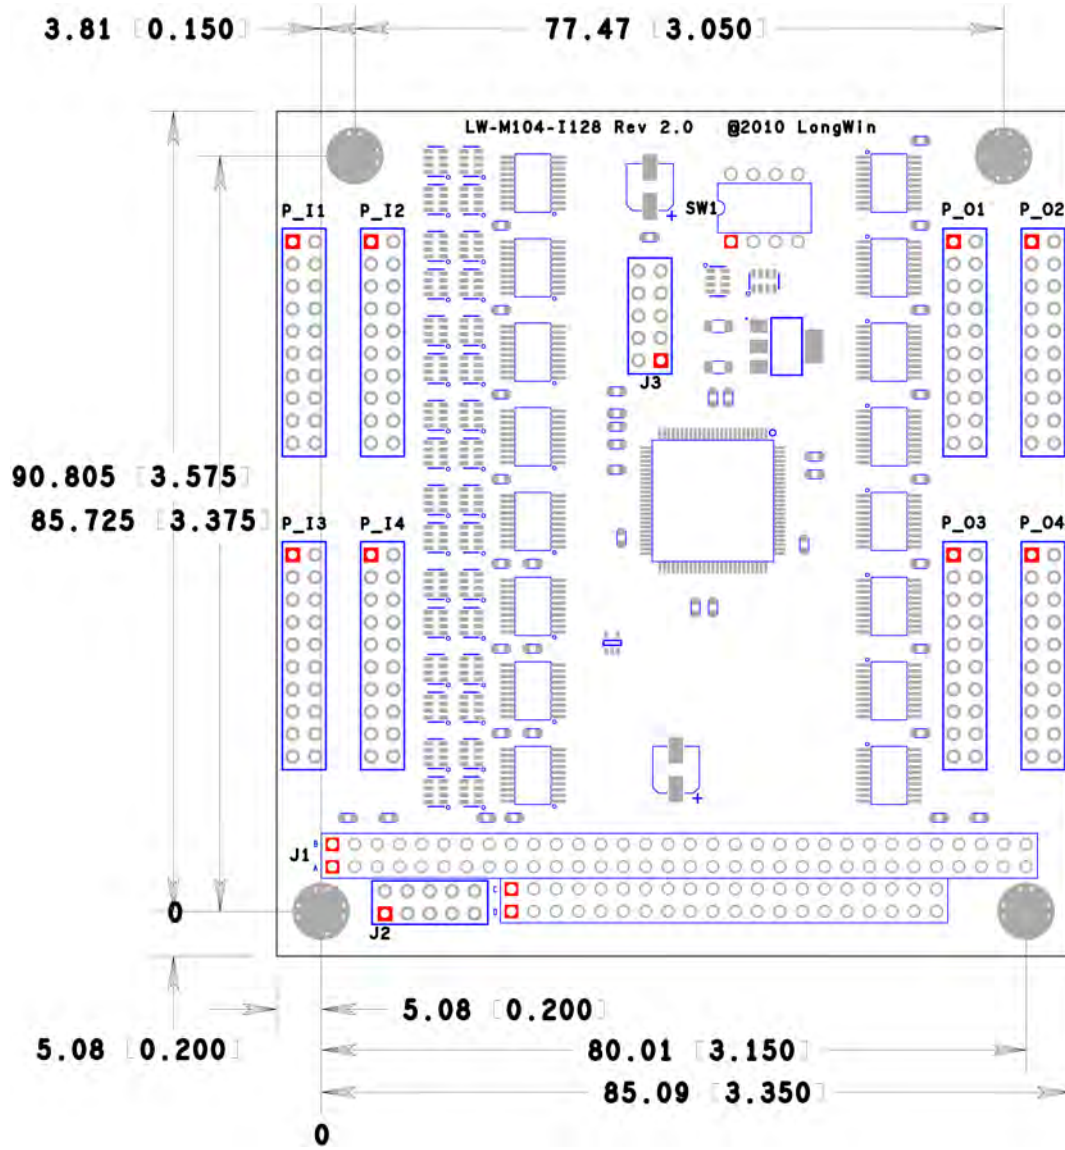 3.81 [0.150]
77.47 [3.050]
LW-M104-I128 Rev 2.0 @2010 LongWin
SW1
P_I1 P_I2
P_O1 P_O2
J3
90.805 [3.575]
85.725 [3.375]
P_I3 P_I4
P_O3 P_O4
B
J1
A
C
0
D
J2
5.08 [0.200]
5.08 [0.200]
80.01 [3.150]
85.09 [3.350]
0